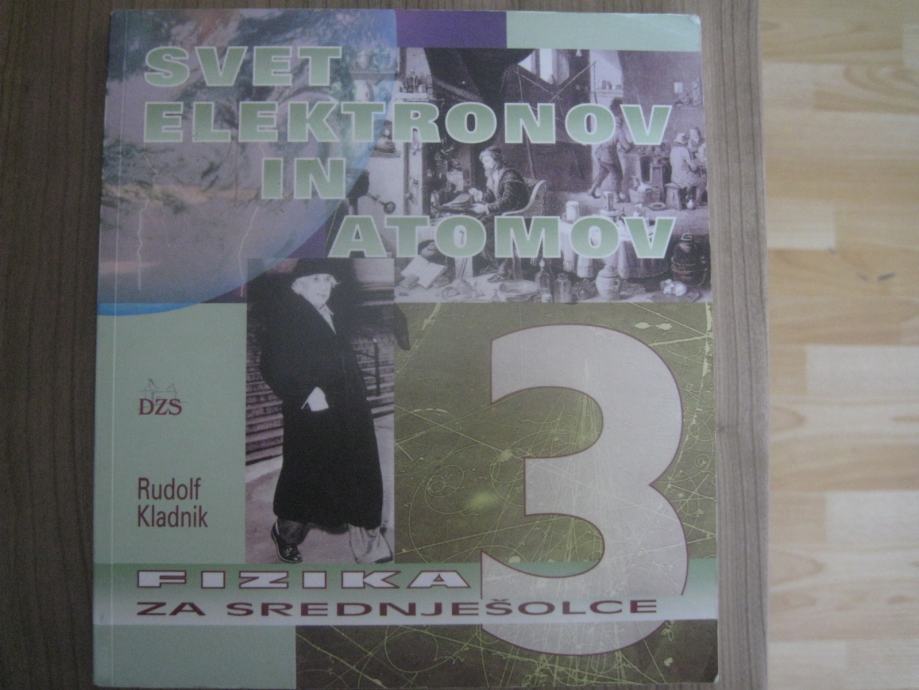 SVET
ELEKTRONOV
IN
ATOMOV
DZS
Rudolf
Kladnik
3
FIZIKA
ZA SREDNJEŠOLCE